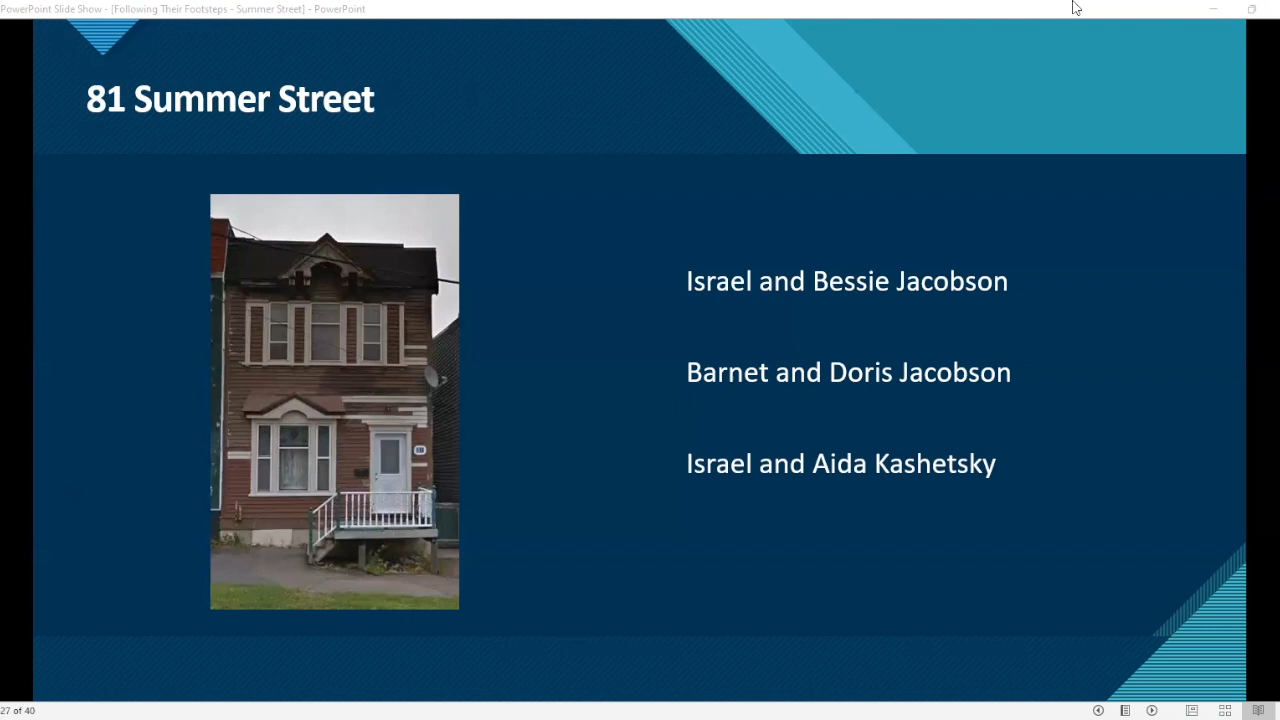 PowerPoint Slide Show - [Following Their Footsteps - Summer Street] - PowerPoint
81 Summer Street
Israel and Bessie Jacobson
Barnet and Doris Jacobson
Israel and Aida Kashetsky
27 of 40